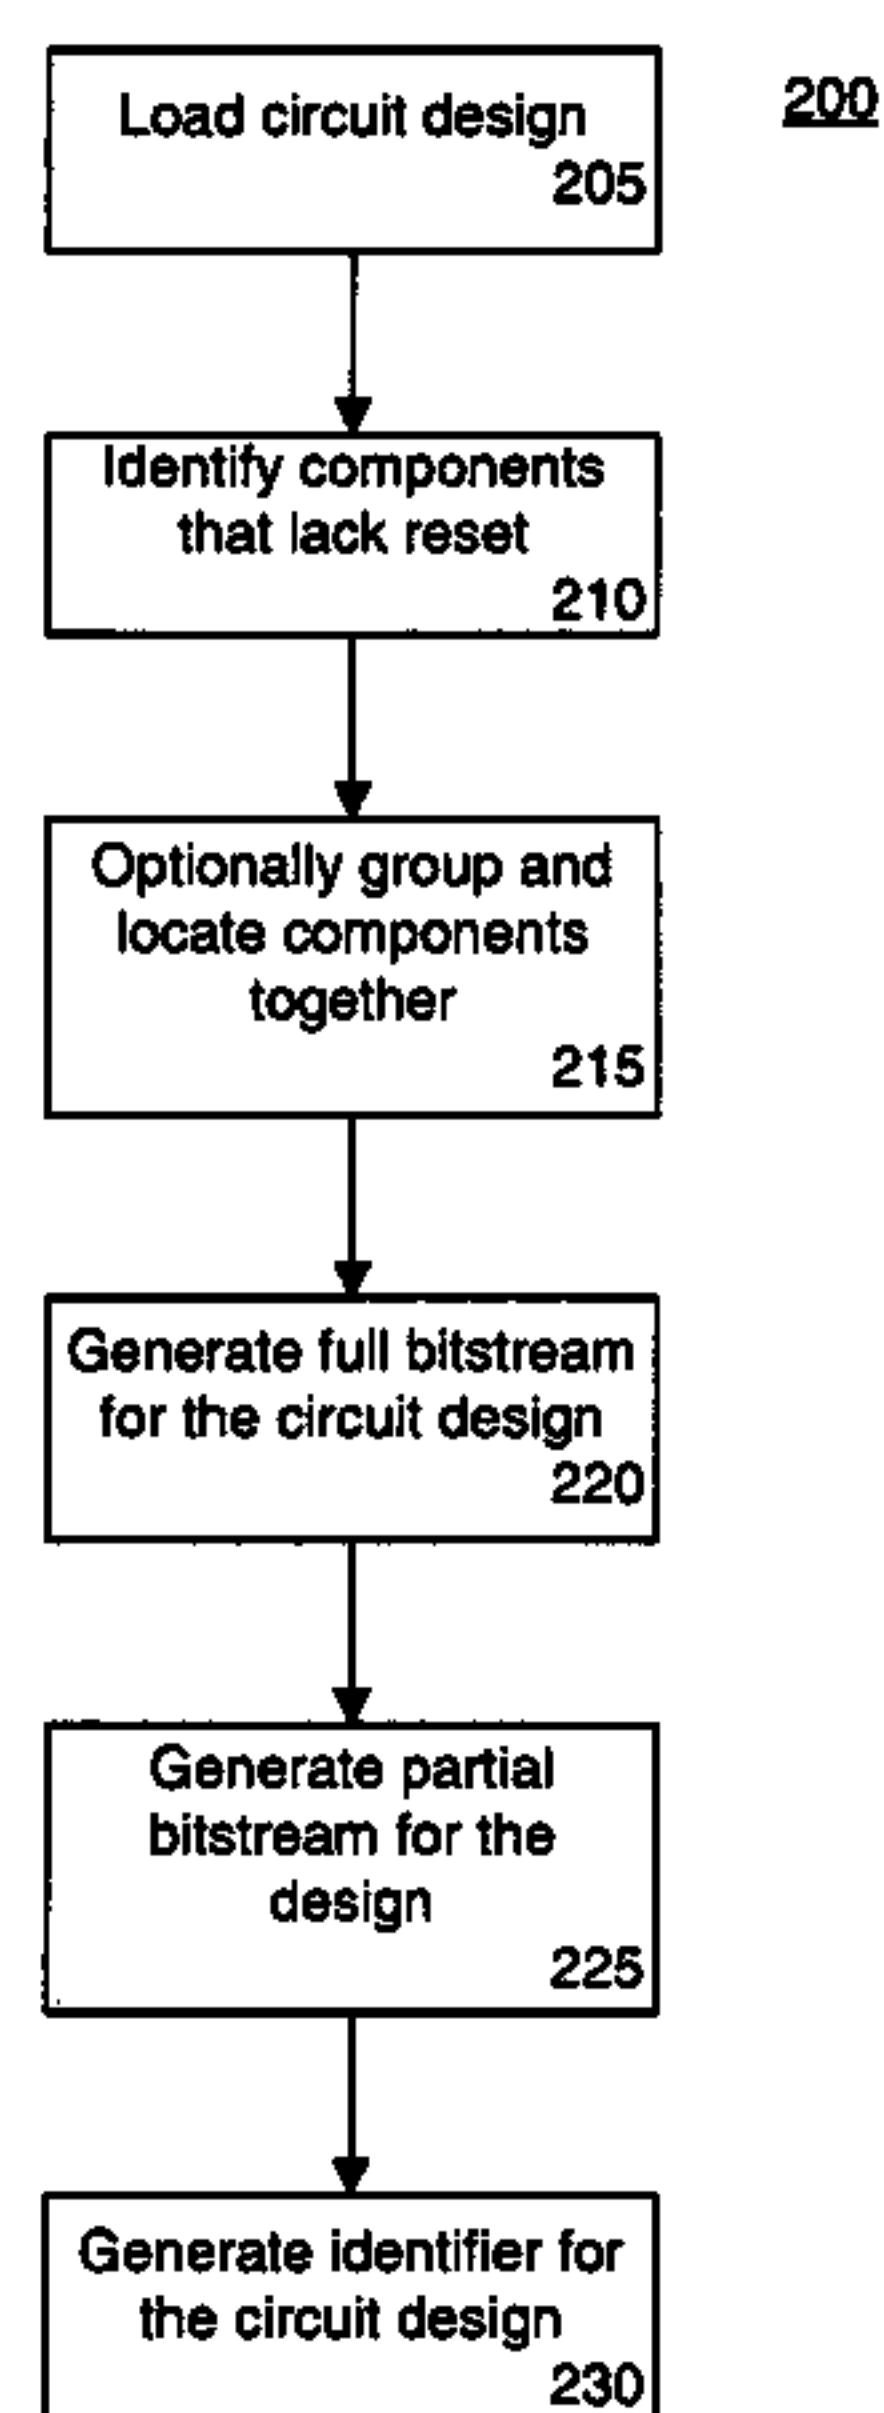 200
Load circuit design
205
Identify components
that lack reset
210
Optionally group and
locate components
together
215
Generate full bitstream
for the circuit design
220
Generate partial
bitstream for the
design
225
Generate identifier for
the circuit design
230